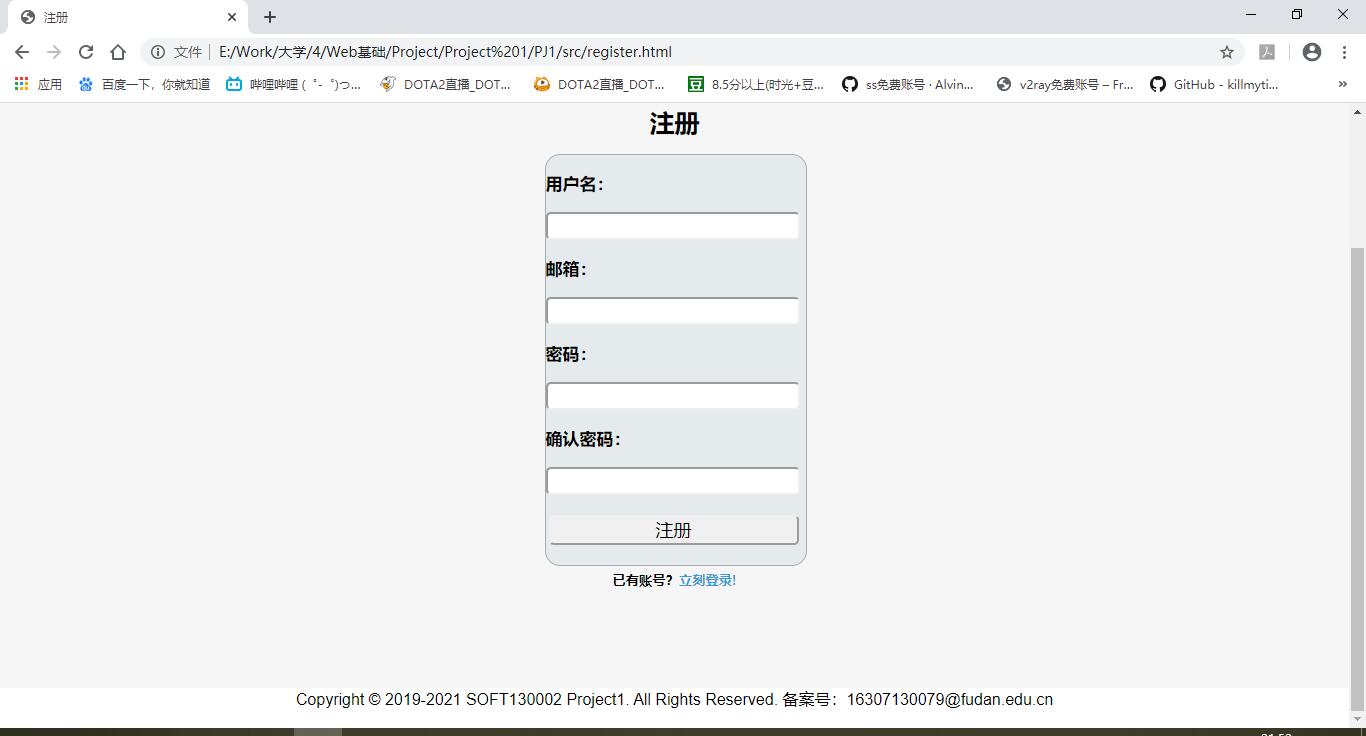 注册
文件 E:/Work/大学/4/Web基础/Project/Project%201/PJ1/src/register.html
应用 百度一下，你就知道 哔哩哔哩 (゜-゜)つ... DOTA2直播_DOT... DOTA2直播_DOT... 8.5分以上(时光+豆... ss免费账号 · Alvin... v2ray免费账号 – Fr... GitHub - killmyti... »
注册
用户名：
邮箱：
密码：
确认密码：
注册
已有账号？立刻登录!
Copyright © 2019-2021 SOFT130002 Project1. All Rights Reserved. 备案号：16307130079@fudan.edu.cn